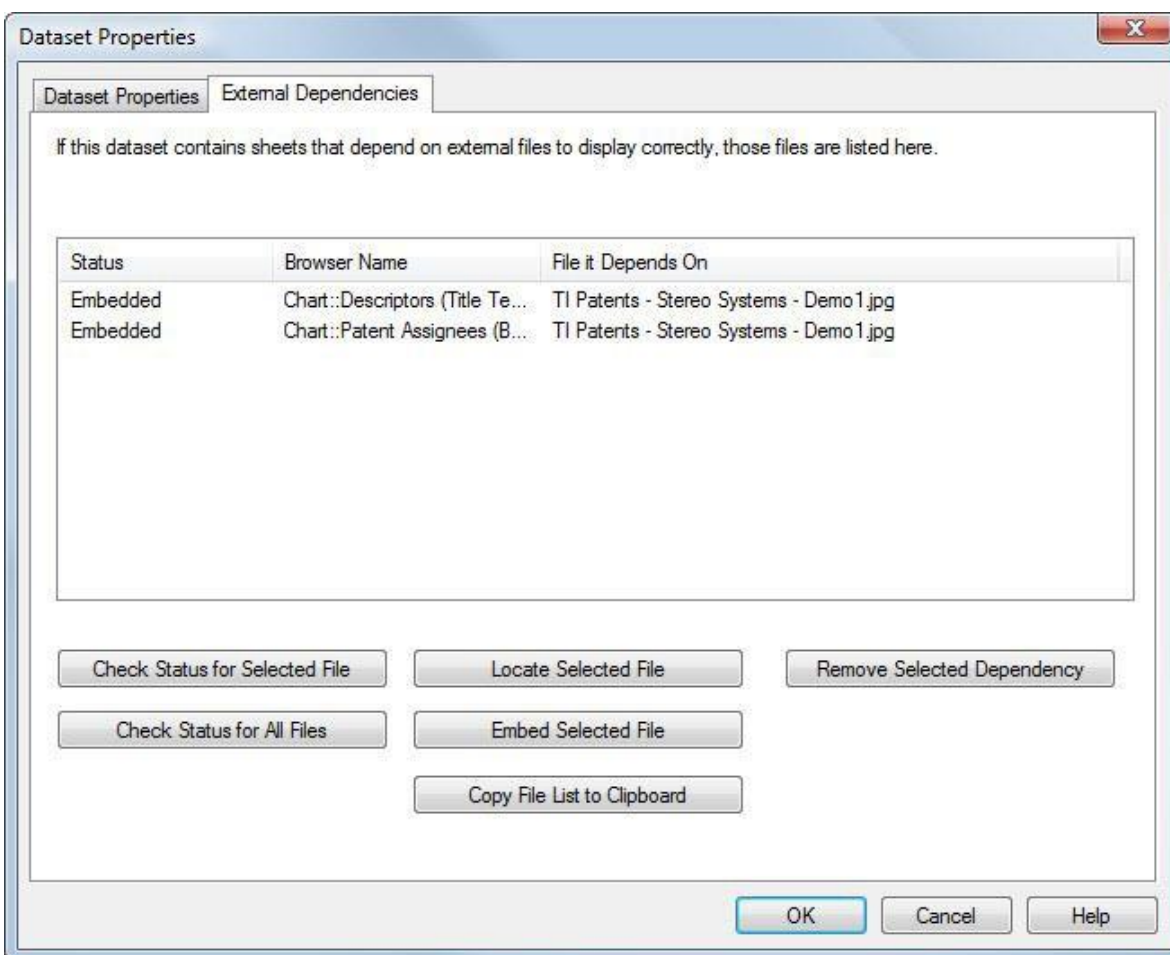 Dataset Properties
Dataset Properties External Dependencies
If this dataset contains sheets that depend on external files to display correctly, those files are listed here.
Status Browser Name File it Depends On
Embedded Chart::Descriptors (Title Te... TI Patents - Stereo Systems - Demo1.jpg
Embedded Chart::Patent Assignees (B... TI Patents - Stereo Systems - Demo1.jpg
Check Status for Selected File Locate Selected File Remove Selected Dependency
Check Status for All Files Embed Selected File
Copy File List to Clipboard
OK Cancel Help